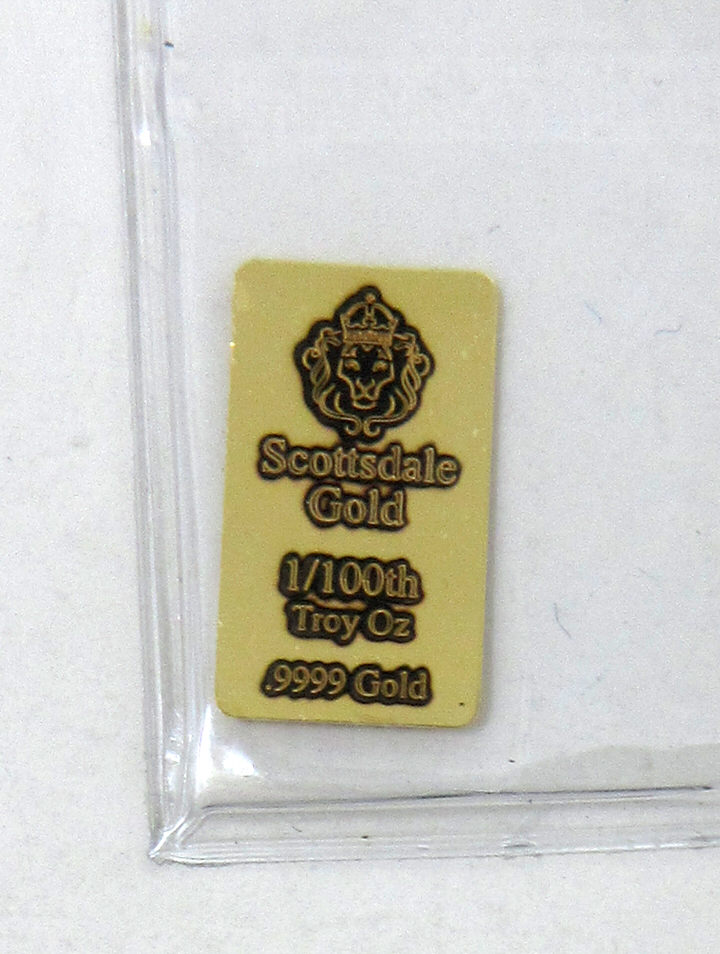 Scottsdale
Gold
1/100th
Troy Oz
.9999 Gold